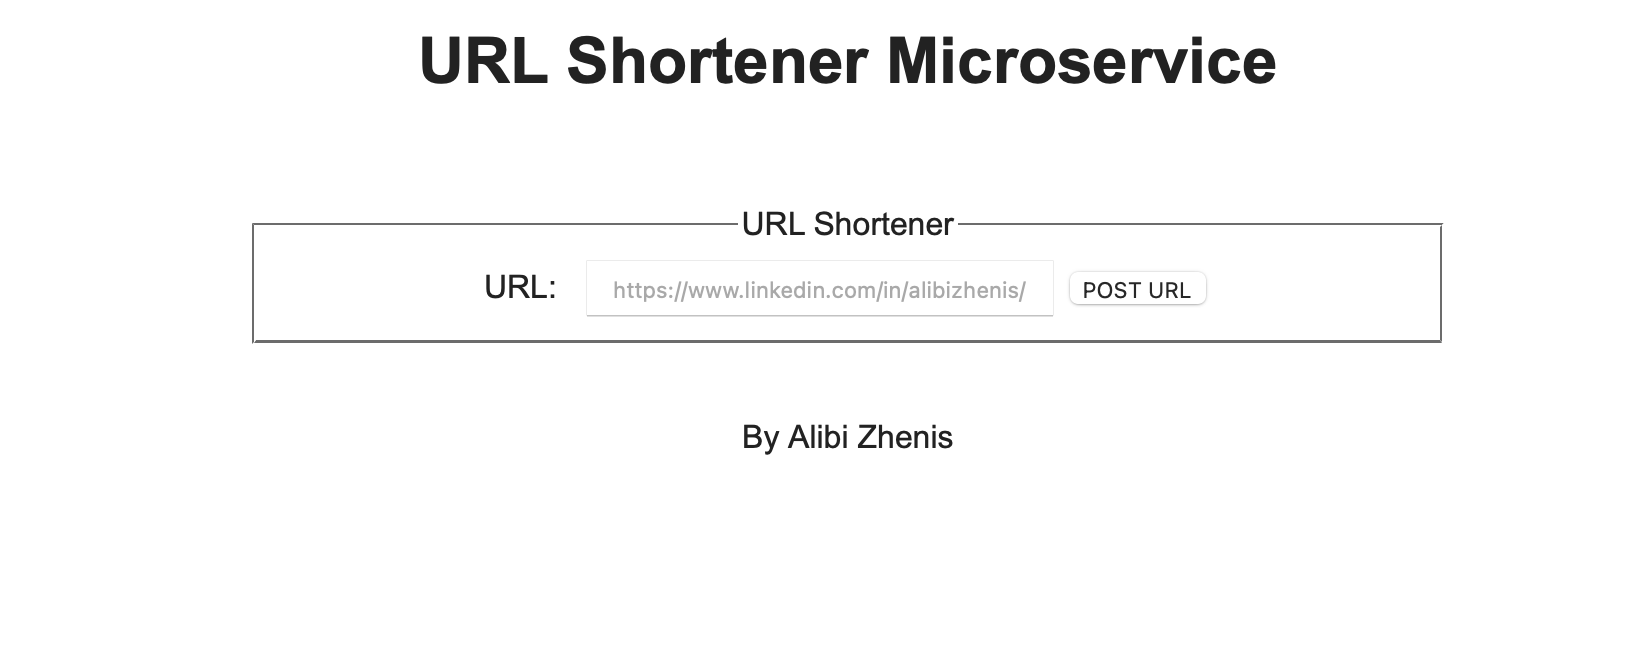 URL Shortener Microservice
URL Shortener
URL: https://www.linkedin.com/in/alibizhenis/ POST URL
By Alibi Zhenis